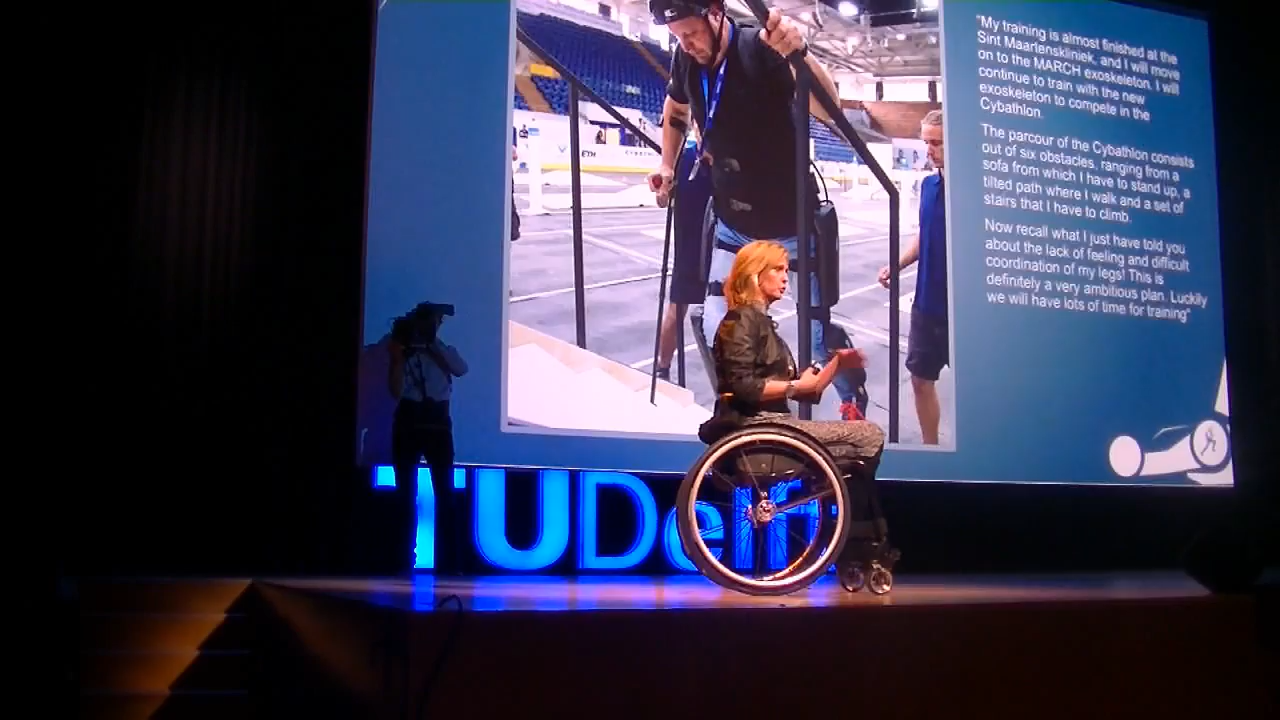 "My training is almost finished at the
Sint Maartenskliniek, and I will move
on to the MARCH exoskeleton. I will
continue to train with the new
exoskeleton to compete in the
Cybathlon.
The parcour of the Cybathlon consists
out of six obstacles, ranging from a
sofa from which I have to stand up, a
tilted path where I walk and a set of
stairs that I have to climb.
Now recall what I just have told you
about the lack of feeling and difficult
coordination of my legs! This is
definitely a very ambitious plan. Luckily
we will have lots of time for training"
ETH
TUDelft